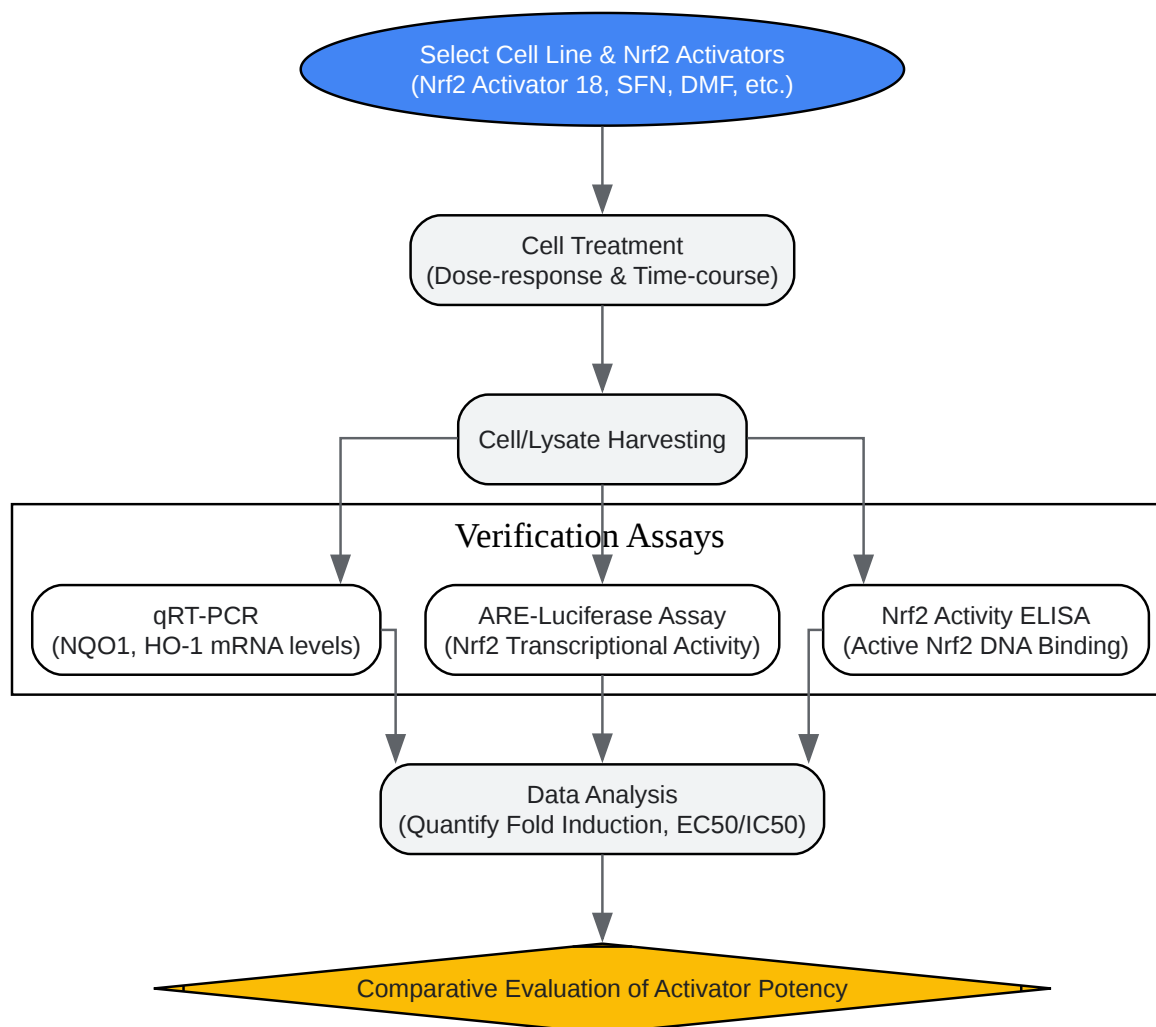 Select Cell Line & Nrf2 Activators
(Nrf2 Activator 18, SFN, DMF, etc.)
Cell Treatment
(Dose-response & Time-course)
Cell/Lysate Harvesting
Verification Assays
qRT-PCR
(NQO1, HO-1 mRNA levels)
ARE-Luciferase Assay
(Nrf2 Transcriptional Activity)
Nrf2 Activity ELISA
(Active Nrf2 DNA Binding)
Data Analysis
(Quantify Fold Induction, EC50/IC50)
Comparative Evaluation of Activator Potency